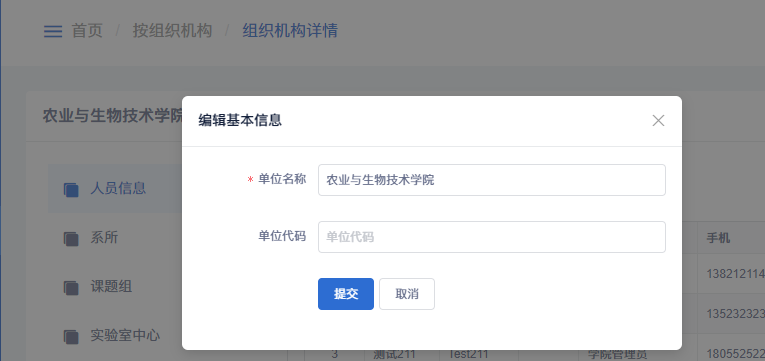 首页 / 按组织机构 / 组织机构详情
农业与生物技术学院
编辑基本信息
* 单位名称 农业与生物技术学院
单位代码 单位代码
提交 取消
人员信息
系所
课题组
实验室中心
手机
138212114
135232323
3 测试211 Test211 学院管理员 180552522